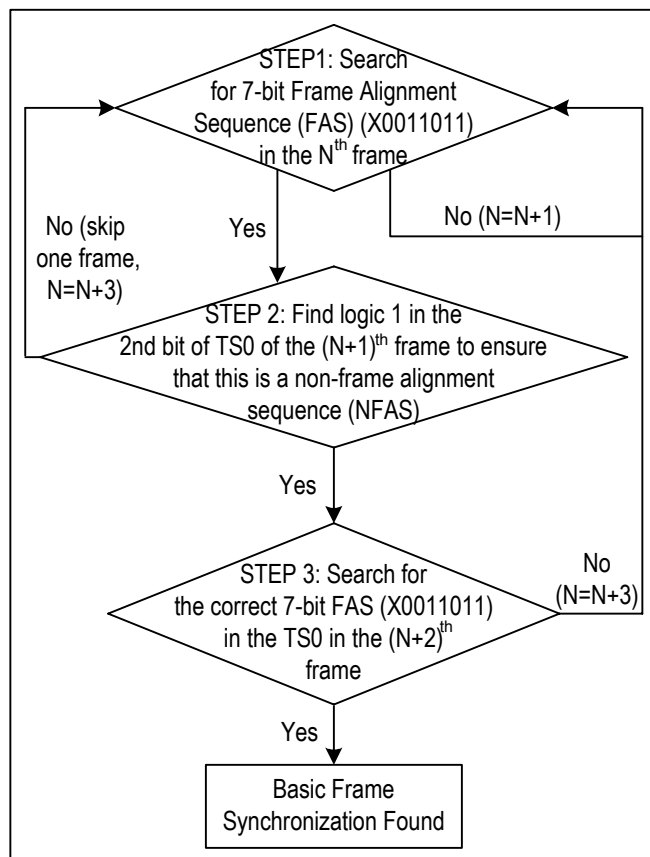 STEP1: Search
for 7-bit Frame Alignment
Sequence (FAS) (X0011011)
in the Nth frame
No (skip
one frame,
N=N+3)
Yes
No (N=N+1)
STEP 2: Find logic 1 in the
2nd bit of TS0 of the (N+1)th frame to ensure
that this is a non-frame alignment
sequence (NFAS)
Yes
STEP 3: Search for
the correct 7-bit FAS (X0011011)
in the TS0 in the (N+2)th
frame
No
(N=N+3)
Yes
Basic Frame
Synchronization Found